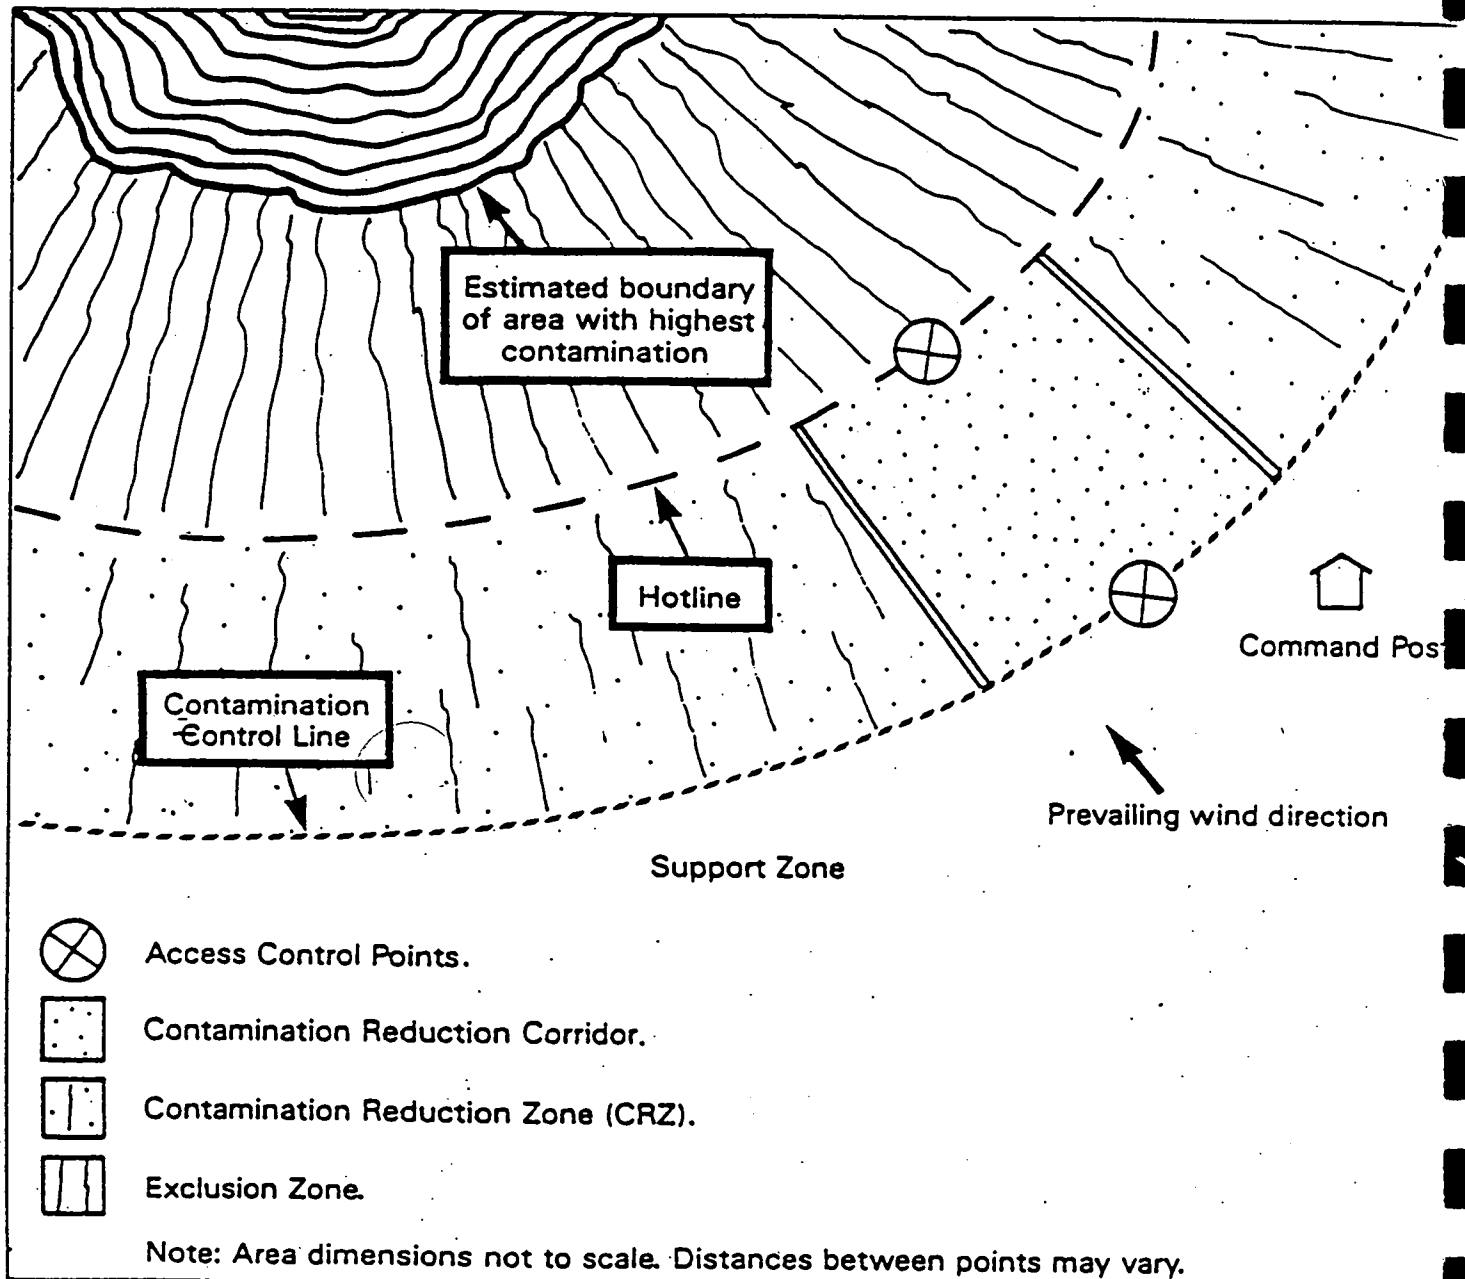 Estimated boundary
of area with highest
contamination
Hotline
Command Pos
Contamination
Control Line
Prevailing wind direction
Support Zone
Access Control Points.
Contamination Reduction Corridor.
Contamination Reduction Zone (CRZ).
Exclusion Zone.
Note: Area dimensions not to scale. Distances between points may vary.